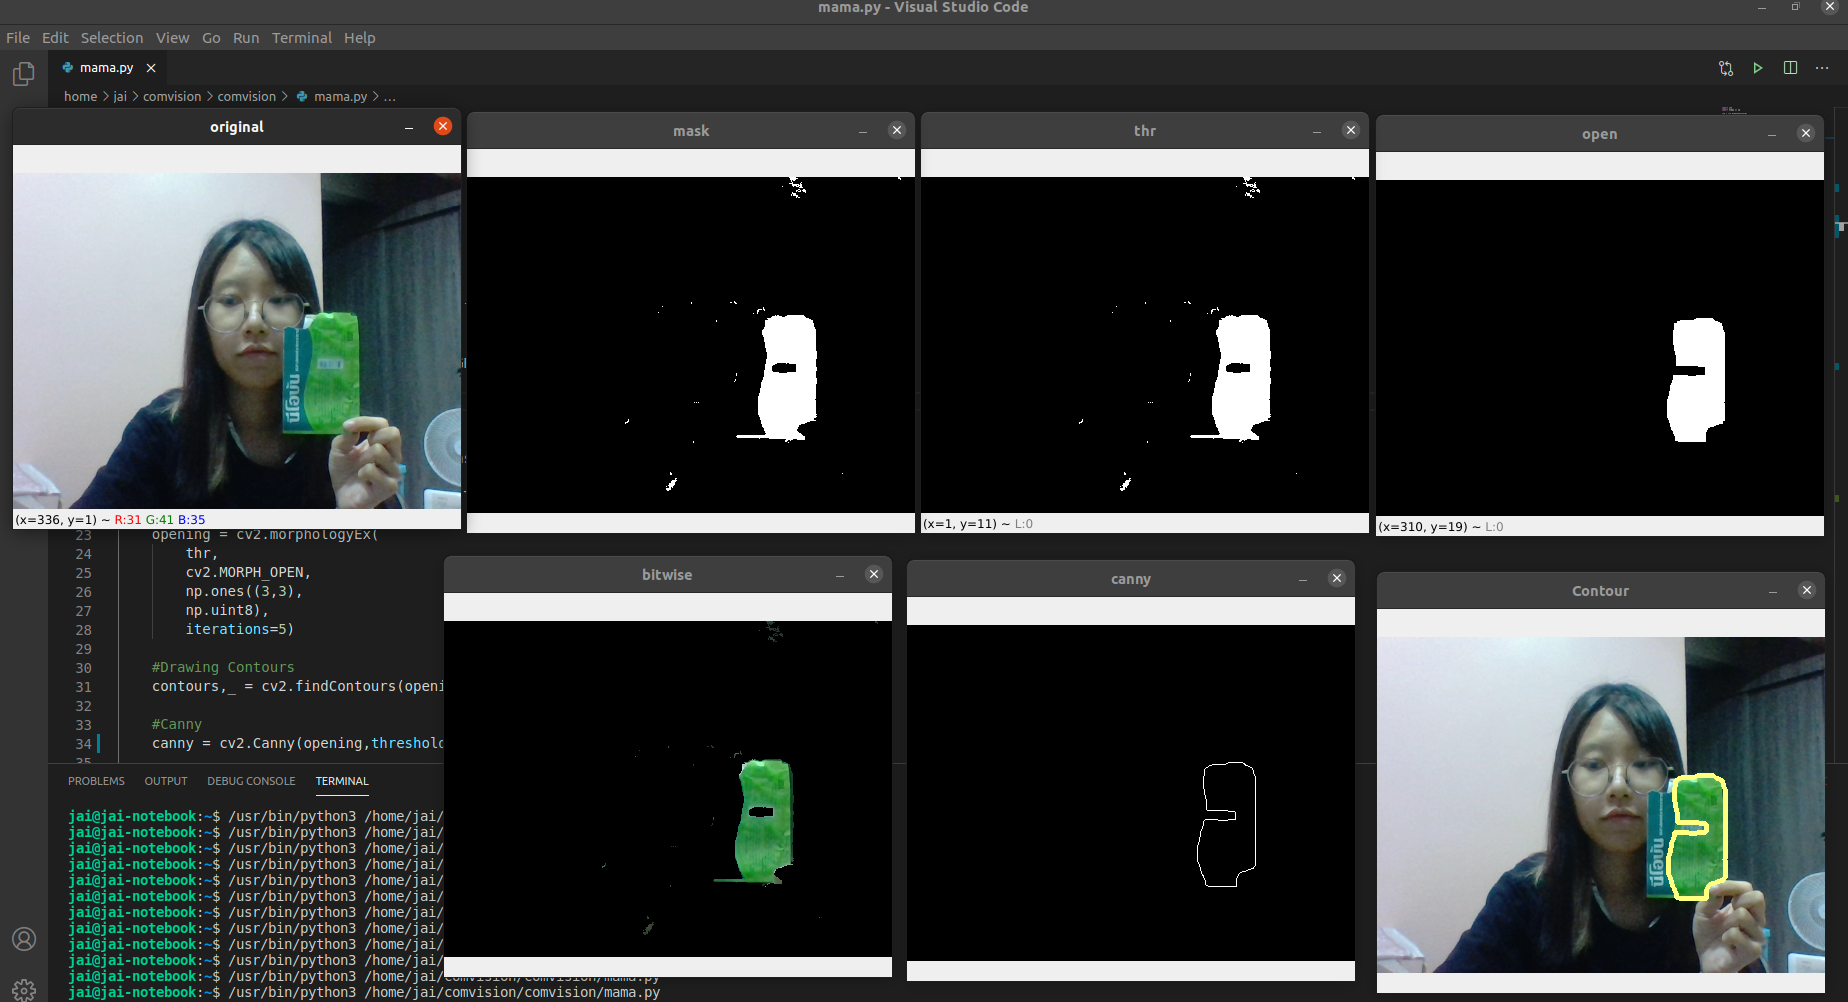 mama.py - Visual Studio Code
File Edit Selection View Go Run Terminal Help
mama.py
home > jai > comvision > comvision > mama.py > ...
original
mask
thr
open
(x=336, y=1) ~ R:31 G:41 B:35
(x=1, y=11) ~ L:0
(x=310, y=19) ~ L:0
23 opening = cv2.morphologyEx(
24 thr,
25 cv2.MORPH_OPEN,
26 np.ones((3,3),
27 np.uint8),
28 iterations=5)
29
30 #Drawing Contours
31 contours,_ = cv2.findContours(openi
32
33 #Canny
34 canny = cv2.Canny(opening,threshold
35
bitwise
canny
Contour
PROBLEMS OUTPUT DEBUG CONSOLE TERMINAL
jai@jai-notebook:~$ /usr/bin/python3 /home/jai/
jai@jai-notebook:~$ /usr/bin/python3 /home/jai/
jai@jai-notebook:~$ /usr/bin/python3 /home/jai/
jai@jai-notebook:~$ /usr/bin/python3 /home/jai/
jai@jai-notebook:~$ /usr/bin/python3 /home/jai/
jai@jai-notebook:~$ /usr/bin/python3 /home/jai/
jai@jai-notebook:~$ /usr/bin/python3 /home/jai/
jai@jai-notebook:~$ /usr/bin/python3 /home/jai/
jai@jai-notebook:~$ /usr/bin/python3 /home/jai/
jai@jai-notebook:~$ /usr/bin/python3 /home/jai/
jai@jai-notebook:~$ /usr/bin/python3 /home/jai/comvision/comvision/mama.py
jai@jai-notebook:~$ /usr/bin/python3 /home/jai/comvision/comvision/mama.py